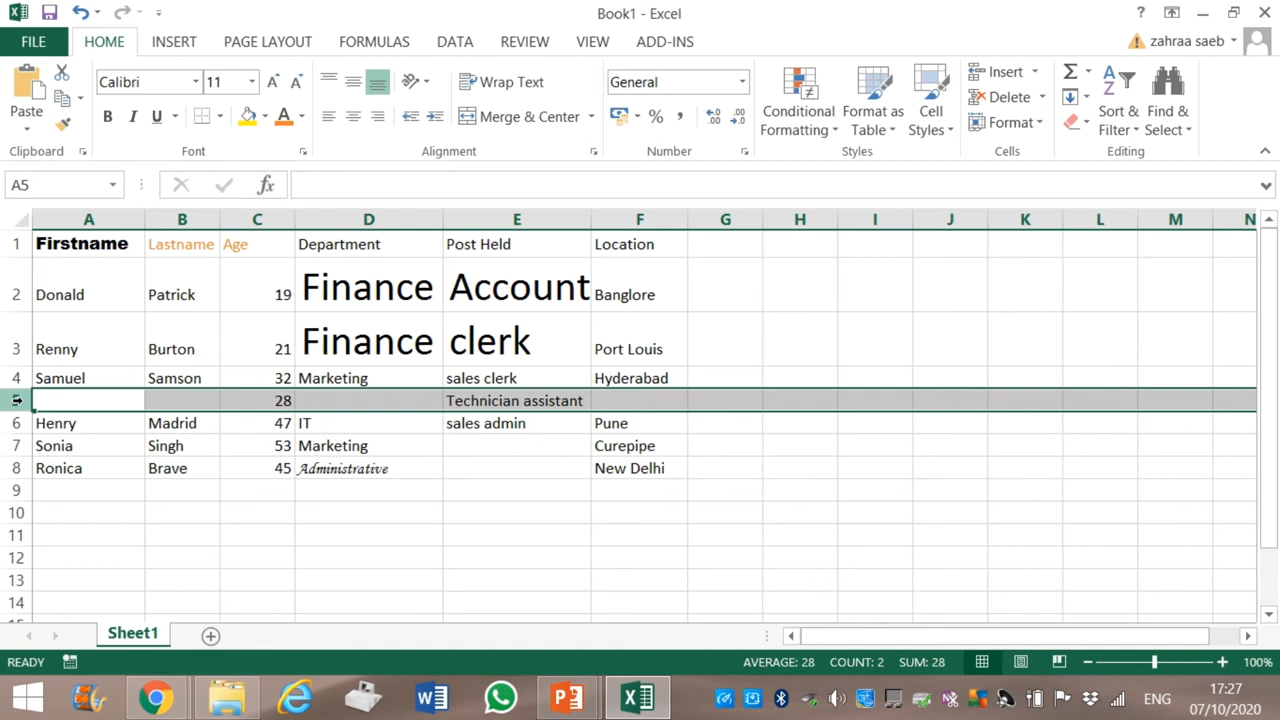 Book1 - Excel
?
FILE HOME INSERT PAGE LAYOUT FORMULAS DATA REVIEW VIEW ADD-INS zahraa saeb
Calibri 11 Wrap Text General Insert
Paste B I U A Merge & Center % , Conditional Formatting Format as Table Cell Styles Delete Sort & Filter Find & Select
Format
Clipboard Font Alignment Number Styles Cells Editing
A5 fx
A B C D E F G H I J K L M N
1 Firstname Lastname Age Department Post Held Location
2 Donald Patrick 19 Finance Account Banglore
3 Renny Burton 21 Finance clerk Port Louis
4 Samuel Samson 32 Marketing sales clerk Hyderabad
5 28 Technician assistant
6 Henry Madrid 47 IT sales admin Pune
7 Sonia Singh 53 Marketing Curepipe
8 Ronica Brave 45 Administrative New Delhi
9
10
11
12
13
14
Sheet1
READY AVERAGE: 28 COUNT: 2 SUM: 28 100%
ENG 17:27
07/10/2020